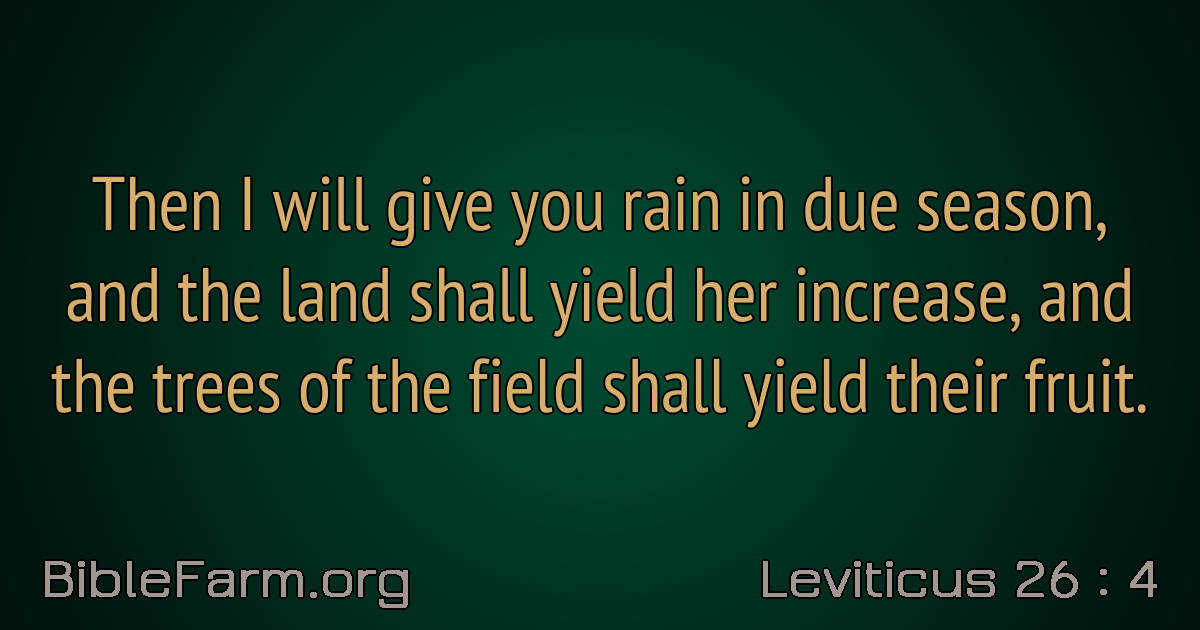 Then I will give you rain in due season,
and the land shall yield her increase, and
the trees of the field shall yield their fruit.
BibleFarm.org
Leviticus 26 : 4